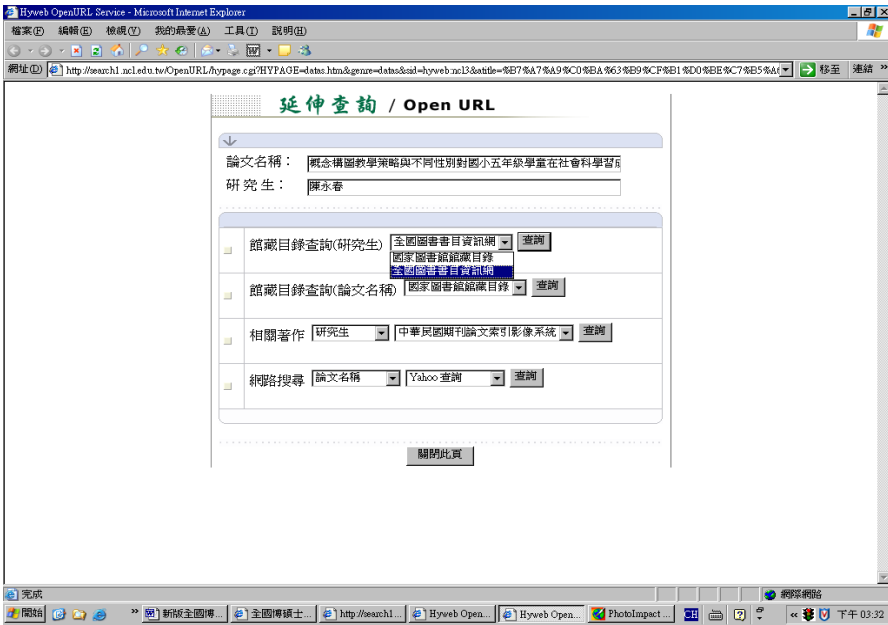 Hyweb OpenURL Service - Microsoft Internet Explorer
檔案(F) 編輯(E) 檢視(V) 我的最愛(A) 工具(T) 說明(H)
網址(D) http://search1.ncl.edu.tw/OpenURL/hypage.cgi?HYPAGE=datas.htm&genre=datas&sid=hyweb:ncl3&atitle=%B7%A7%A9%C0%BA%63%B9%CF%B1%D0%BE%C7%B5%A6 移至 連結 »
延伸查詢 / Open URL
論文名稱： 概念構圖教學策略與不同性別對國小五年級學童在社會科學習成
研究生： 陳永春
館藏目錄查詢(研究生) 全國圖書書目資訊網 查詢
國家圖書館館藏目錄
全國圖書書目資訊網
館藏目錄查詢(論文名稱) 國家圖書館館藏目錄 查詢
相關著作 研究生 中華民國期刊論文索引影像系統 查詢
網路搜尋 論文名稱 Yahoo 查詢 查詢
關閉此頁
完成 網際網路
開始 » 新版全國博... 全國博碩士... http://search1... Hyweb Open... Hyweb Open... PhotoImpact ... CH « 下午 03:32